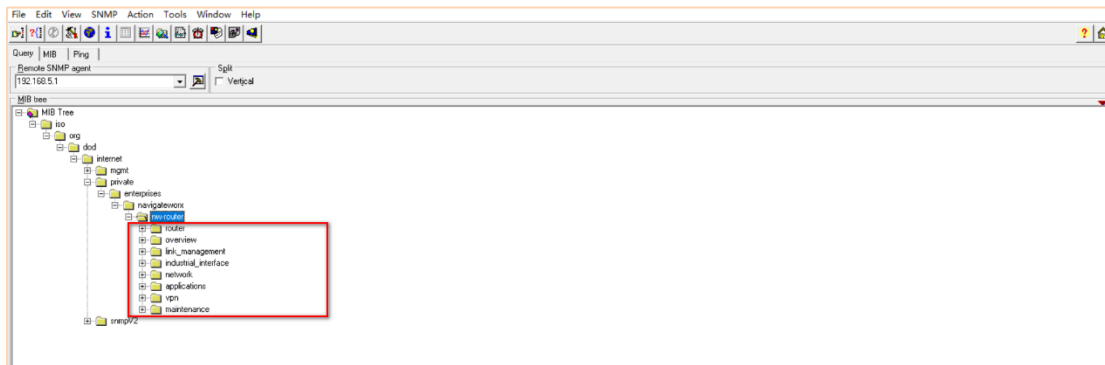 File Edit View SNMP Action Tools Window Help
Query MIB Ping
Remote SNMP agent
Split
192.168.5.1
Vertical
MIB tree
MIB Tree
iso
org
dod
internet
mgmt
private
enterprises
navigateworx
nw-router
router
overview
link_management
industrial_interface
network
applications
vpn
maintenance
snmpV2